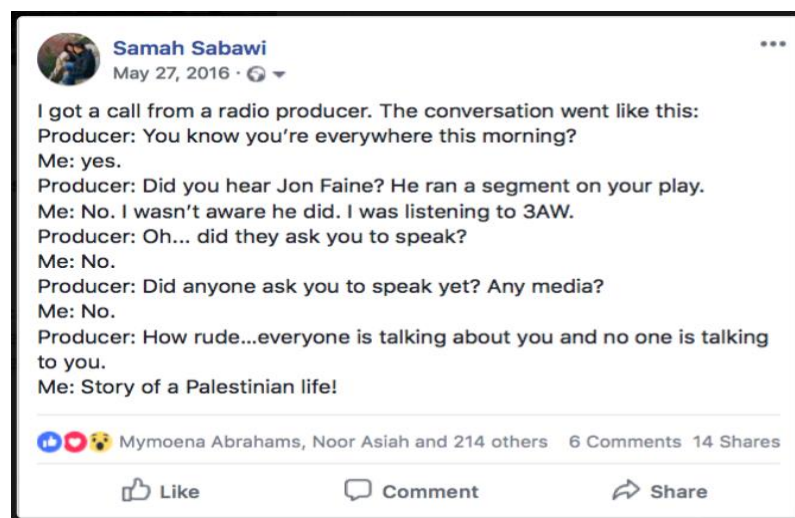 Samah Sabawi
May 27, 2016 ·
I got a call from a radio producer. The conversation went like this:
Producer: You know you're everywhere this morning?
Me: yes.
Producer: Did you hear Jon Faine? He ran a segment on your play.
Me: No. I wasn't aware he did. I was listening to 3AW.
Producer: Oh... did they ask you to speak?
Me: No.
Producer: Did anyone ask you to speak yet? Any media?
Me: No.
Producer: How rude...everyone is talking about you and no one is talking
to you.
Me: Story of a Palestinian life!
Mymoena Abrahams, Noor Asiah and 214 others 6 Comments 14 Shares
Like Comment Share